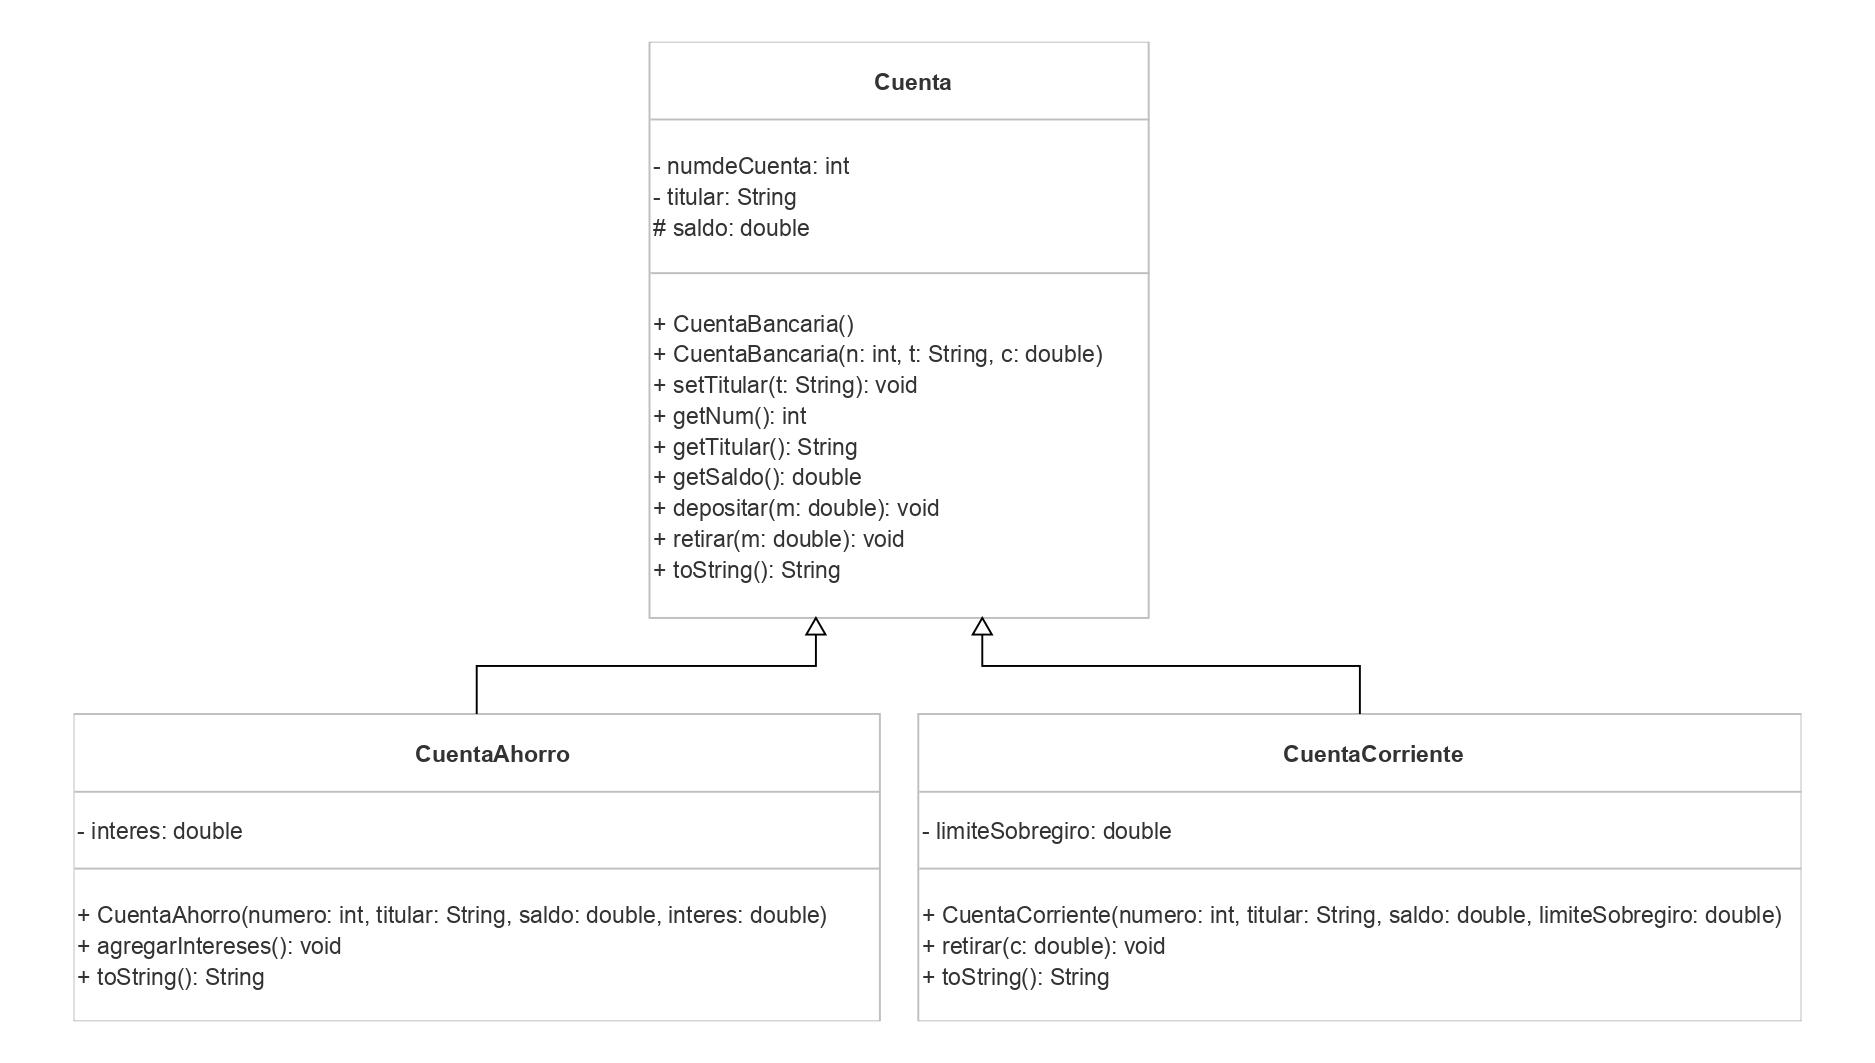 Cuenta
- numdeCuenta: int
- titular: String
# saldo: double
+ CuentaBancaria()
+ CuentaBancaria(n: int, t: String, c: double)
+ setTitular(t: String): void
+ getNum(): int
+ getTitular(): String
+ getSaldo(): double
+ depositar(m: double): void
+ retirar(m: double): void
+ toString(): String
CuentaAhorro
- interes: double
+ CuentaAhorro(numero: int, titular: String, saldo: double, interes: double)
+ agregarIntereses(): void
+ toString(): String
CuentaCorriente
- limiteSobregiro: double
+ CuentaCorriente(numero: int, titular: String, saldo: double, limiteSobregiro: double)
+ retirar(c: double): void
+ toString(): String